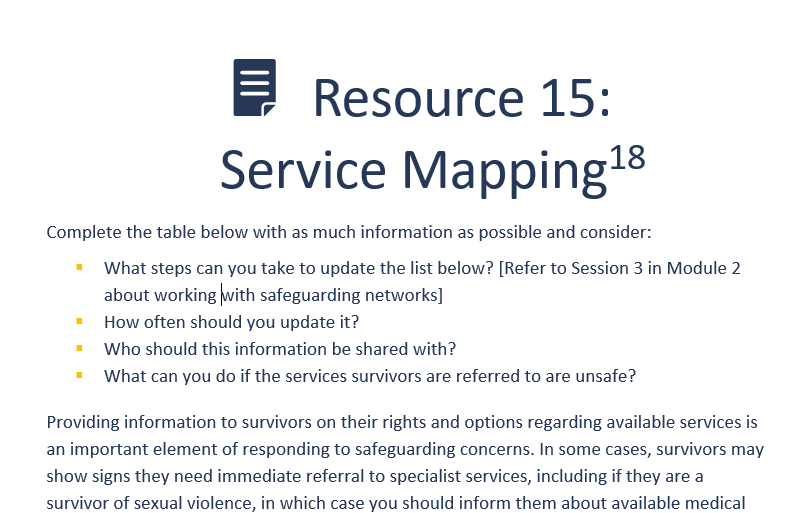 Resource 15:
Service Mapping18
Complete the table below with as much information as possible and consider:
▪ What steps can you take to update the list below? [Refer to Session 3 in Module 2
about working with safeguarding networks]
▪ How often should you update it?
▪ Who should this information be shared with?
▪ What can you do if the services survivors are referred to are unsafe?
Providing information to survivors on their rights and options regarding available services is
an important element of responding to safeguarding concerns. In some cases, survivors may
show signs they need immediate referral to specialist services, including if they are a
survivor of sexual violence, in which case you should inform them about available medical